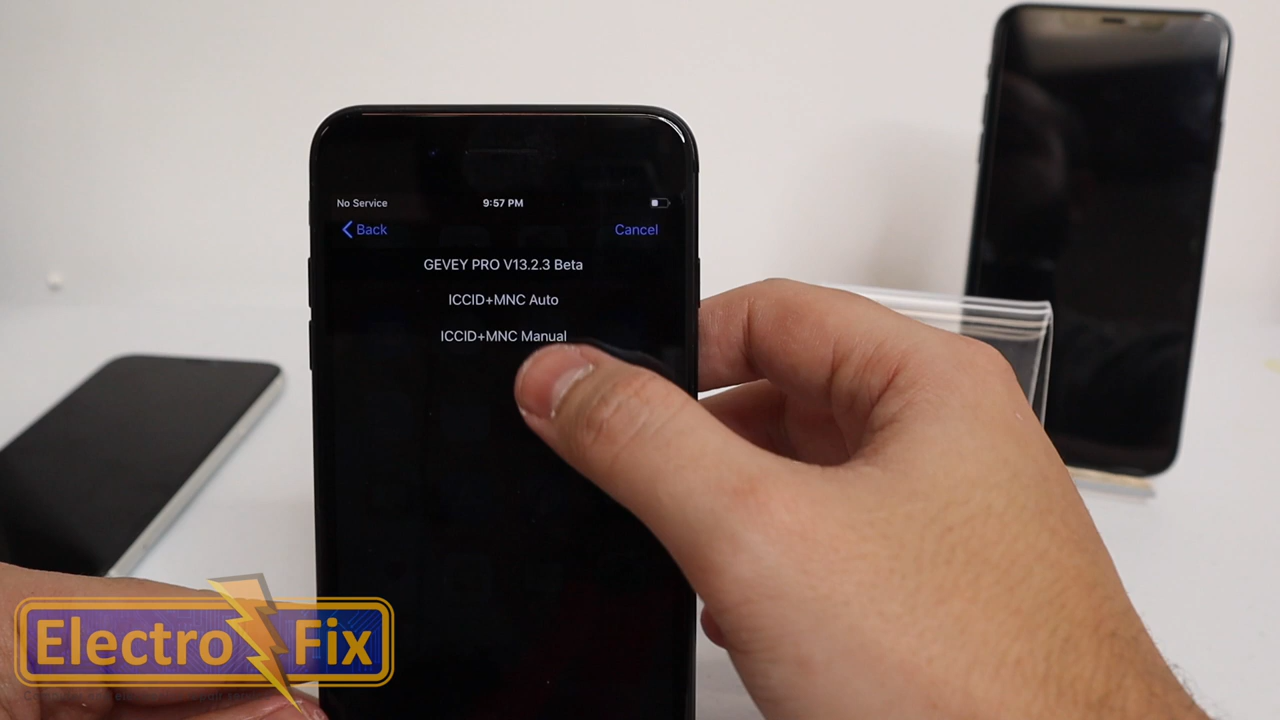 No Service
9:57 PM
Back
Cancel
GEVEY PRO V13.2.3 Beta
ICCID+MNC Auto
ICCID+MNC Manual
Electro Fix